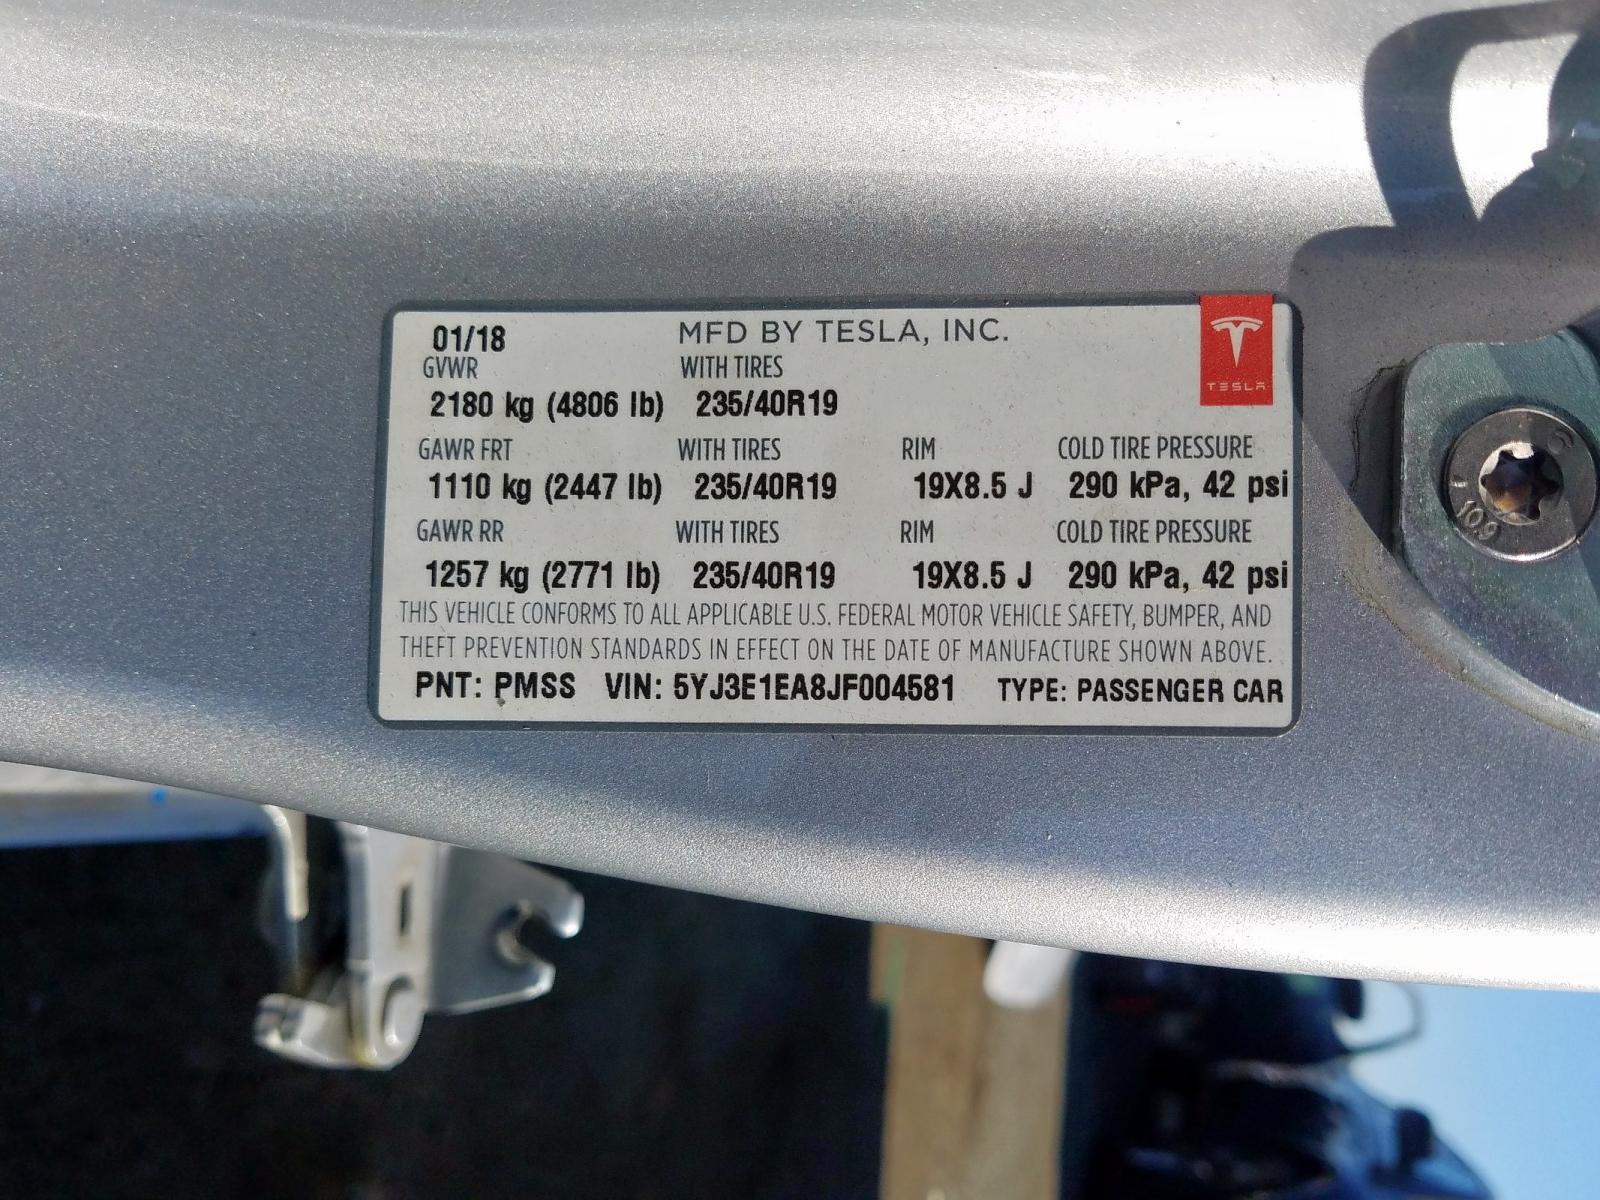 01/18 MFD BY TESLA, INC.
TESLA
GVWR WITH TIRES
2180 kg (4806 lb) 235/40R19
GAWR FRT WITH TIRES RIM COLD TIRE PRESSURE
1110 kg (2447 lb) 235/40R19 19X8.5 J 290 kPa, 42 psi
GAWR RR WITH TIRES RIM COLD TIRE PRESSURE
1257 kg (2771 lb) 235/40R19 19X8.5 J 290 kPa, 42 psi
THIS VEHICLE CONFORMS TO ALL APPLICABLE U.S. FEDERAL MOTOR VEHICLE SAFETY, BUMPER, AND
THEFT PREVENTION STANDARDS IN EFFECT ON THE DATE OF MANUFACTURE SHOWN ABOVE.
PNT: PMSS VIN: 5YJ3E1EA8JF004581 TYPE: PASSENGER CAR